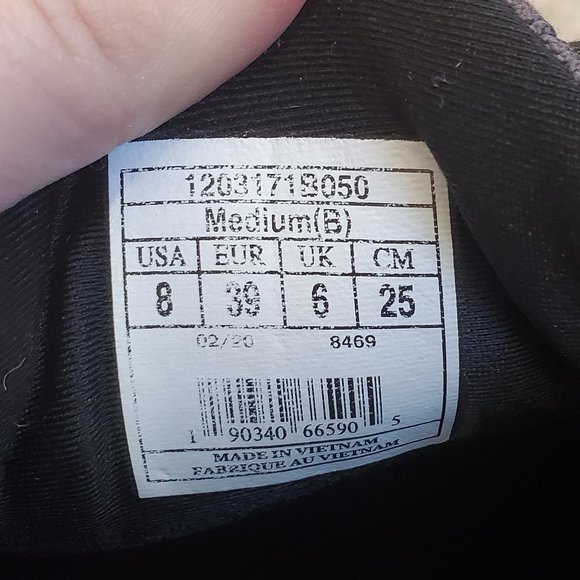 1203171B050
Medium(B)
USA EUR UK CM
8 39 6 25
02/20 8469
1 90340 66590 5
MADE IN VIETNAM
FABRIQUE AU VIETNAM